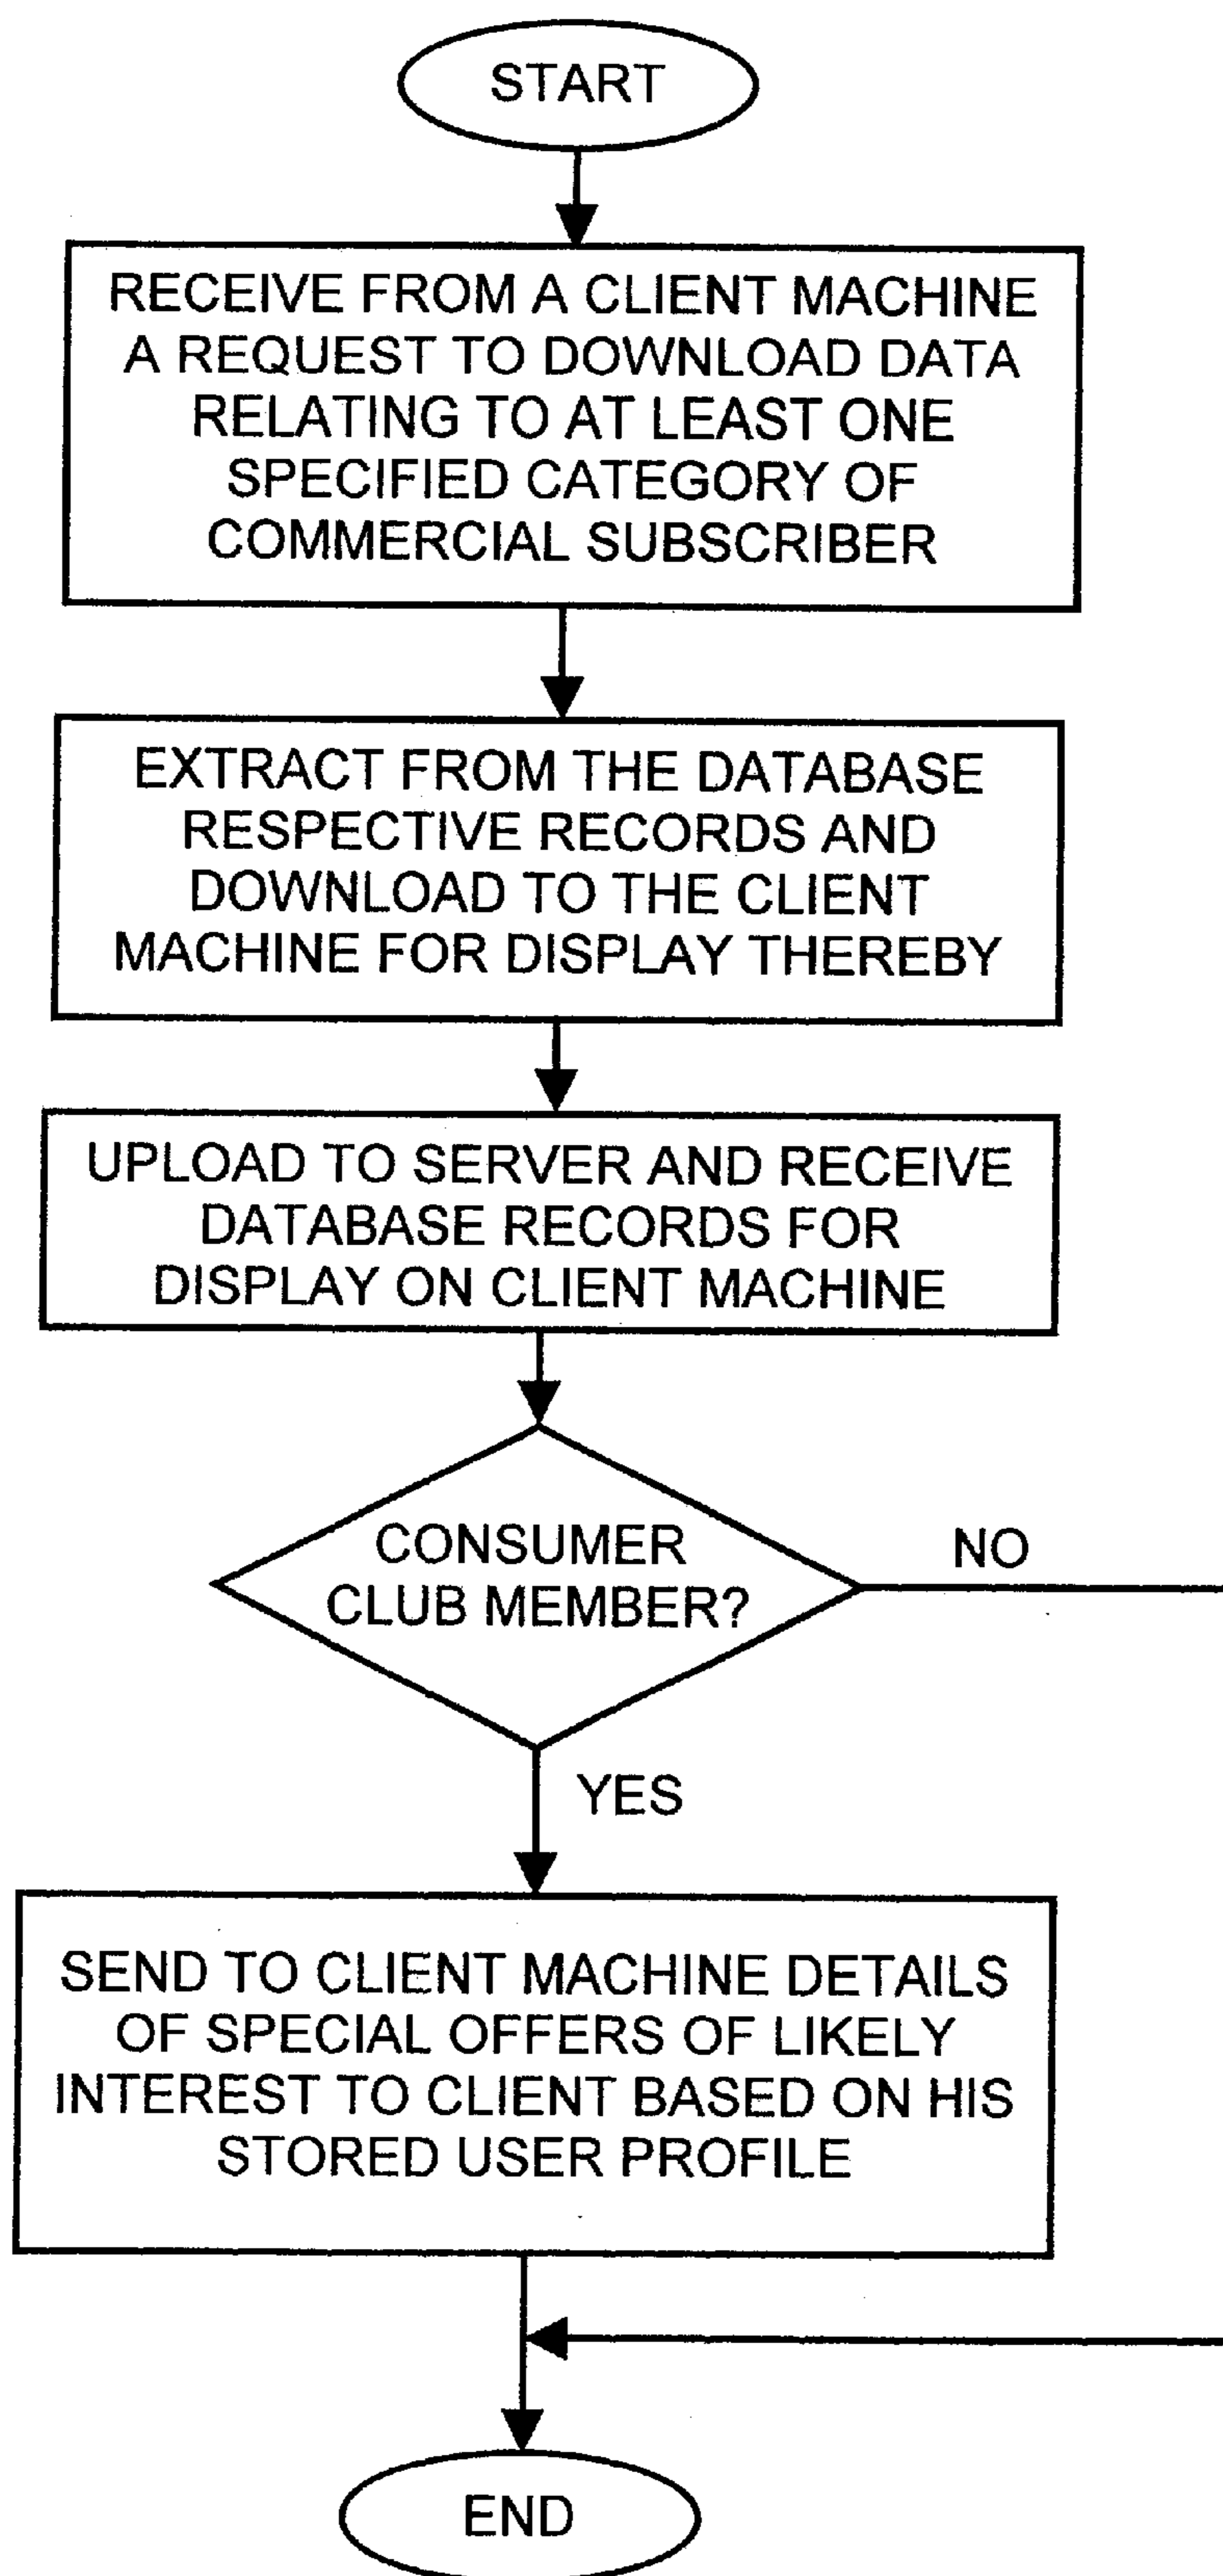 START
RECEIVE FROM A CLIENT MACHINE
A REQUEST TO DOWNLOAD DATA
RELATING TO AT LEAST ONE
SPECIFIED CATEGORY OF
COMMERCIAL SUBSCRIBER
EXTRACT FROM THE DATABASE
RESPECTIVE RECORDS AND
DOWNLOAD TO THE CLIENT
MACHINE FOR DISPLAY THEREBY
UPLOAD TO SERVER AND RECEIVE
DATABASE RECORDS FOR
DISPLAY ON CLIENT MACHINE
CONSUMER
CLUB MEMBER?
NO
YES
SEND TO CLIENT MACHINE DETAILS
OF SPECIAL OFFERS OF LIKELY
INTEREST TO CLIENT BASED ON HIS
STORED USER PROFILE
END